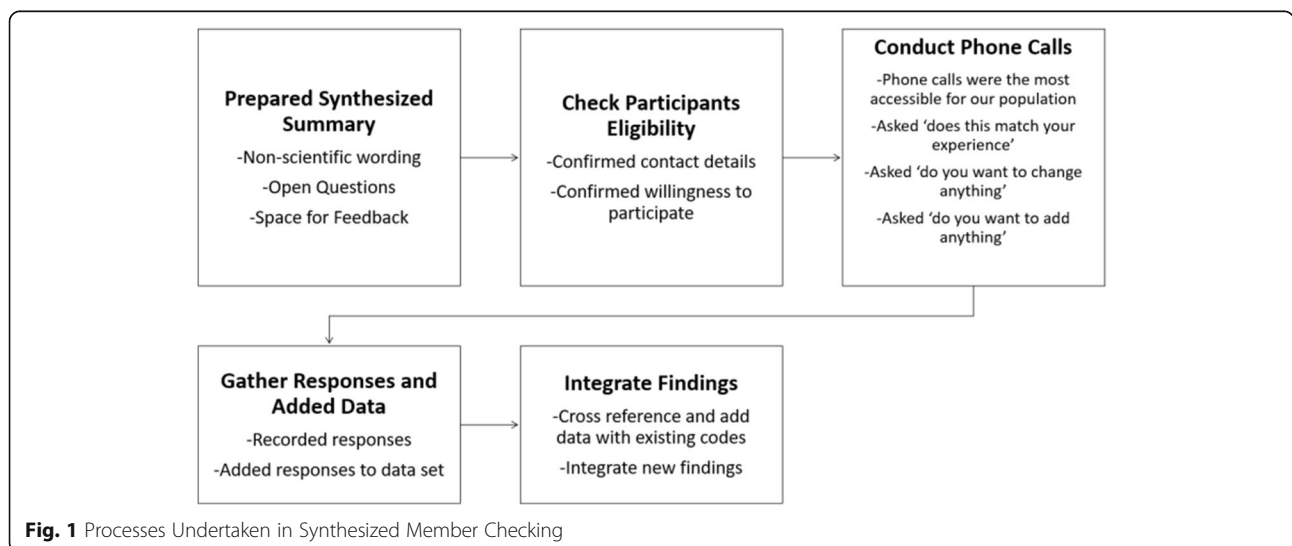 Prepared Synthesized
Summary
-Non-scientific wording
-Open Questions
-Space for Feedback
Check Participants
Eligibility
-Confirmed contact details
-Confirmed willingness to
participate
Conduct Phone Calls
-Phone calls were the most
accessible for our population
-Asked ‘does this match your
experience’
-Asked ‘do you want to change
anything’
-Asked ‘do you want to add
anything’
Gather Responses and
Added Data
-Recorded responses
-Added responses to data set
Integrate Findings
-Cross reference and add
data with existing codes
-Integrate new findings
Fig. 1 Processes Undertaken in Synthesized Member Checking